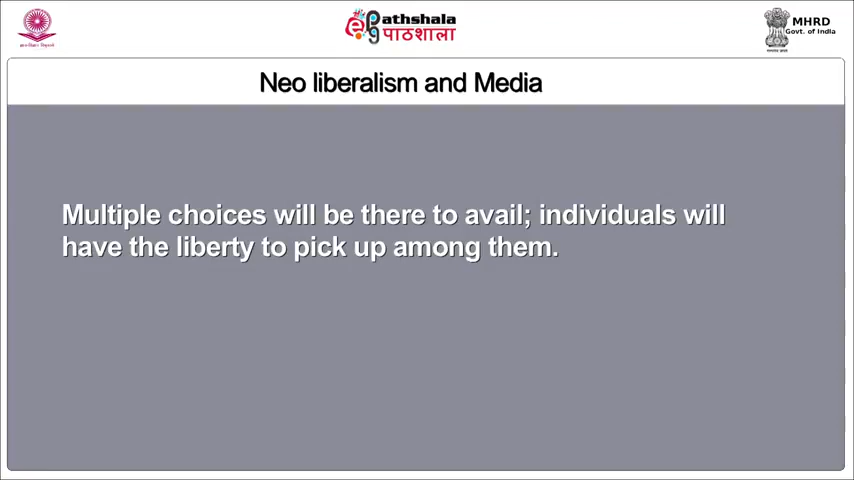 ePathshala
पाठशाला
MHRD
Govt. of India
Neo liberalism and Media
Multiple choices will be there to avail; individuals will
have the liberty to pick up among them.